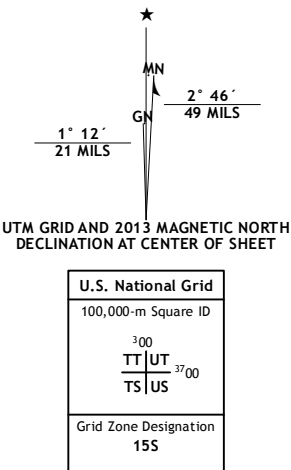 ★
MN
GN
2° 46´
49 MILS
1° 12´
21 MILS
UTM GRID AND 2013 MAGNETIC NORTH
DECLINATION AT CENTER OF SHEET
U.S. National Grid
100,000-m Square ID
³00
TT UT
³⁷00
TS US
Grid Zone Designation
15S